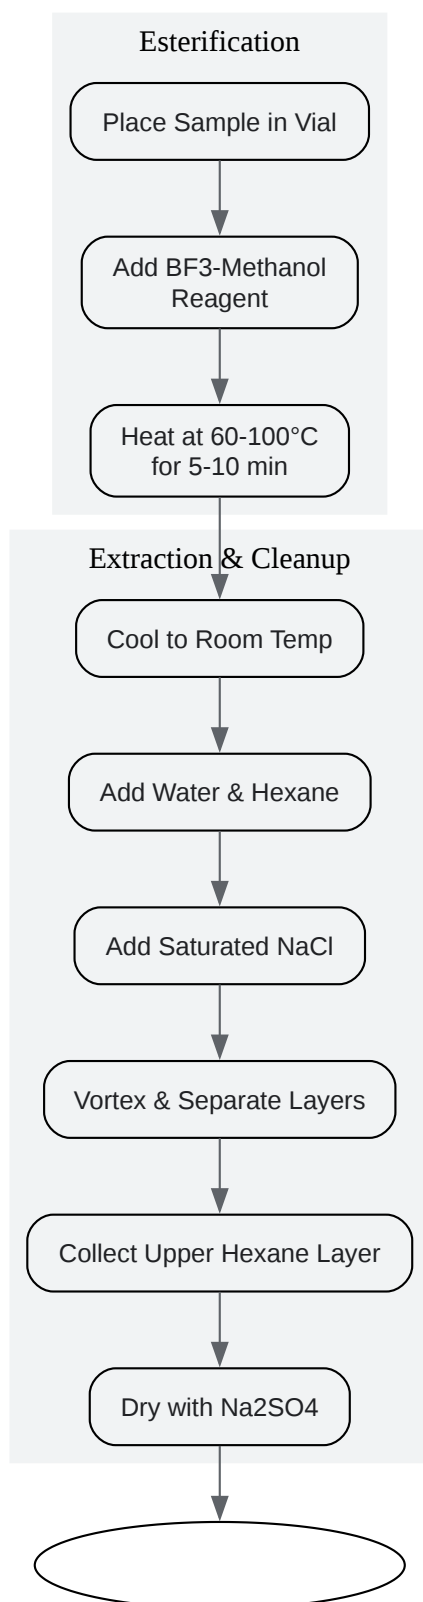 Esterification
Place Sample in Vial
Add BF3-Methanol
Reagent
Heat at 60-100°C
for 5-10 min
Extraction & Cleanup
Cool to Room Temp
Add Water & Hexane
Add Saturated NaCl
Vortex & Separate Layers
Collect Upper Hexane Layer
Dry with Na2SO4